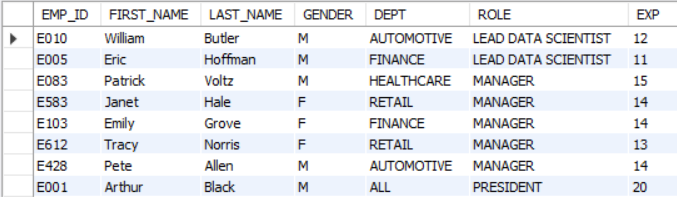 EMP_ID FIRST_NAME LAST_NAME GENDER DEPT ROLE EXP
E010 William Butler M AUTOMOTIVE LEAD DATA SCIENTIST 12
E005 Eric Hoffman M FINANCE LEAD DATA SCIENTIST 11
E083 Patrick Voltz M HEALTHCARE MANAGER 15
E583 Janet Hale F RETAIL MANAGER 14
E103 Emily Grove F FINANCE MANAGER 14
E612 Tracy Norris F RETAIL MANAGER 13
E428 Pete Allen M AUTOMOTIVE MANAGER 14
E001 Arthur Black M ALL PRESIDENT 20